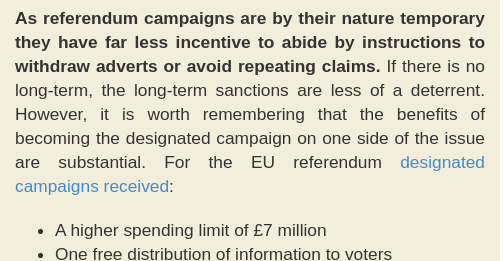 As referendum campaigns are by their nature temporary
they have far less incentive to abide by instructions to
withdraw adverts or avoid repeating claims. If there is no
long-term, the long-term sanctions are less of a deterrent.
However, it is worth remembering that the benefits of
becoming the designated campaign on one side of the issue
are substantial. For the EU referendum designated
campaigns received:
• A higher spending limit of £7 million
• One free distribution of information to voters